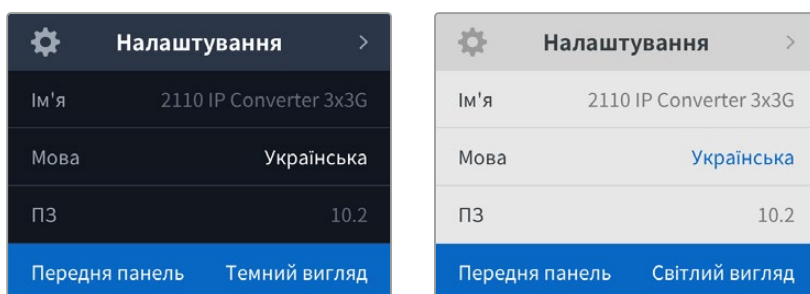 Налаштування
Ім'я 2110 IP Converter 3x3G
Мова Українська
ПЗ 10.2
Передня панель Темний вигляд
Налаштування
Ім'я 2110 IP Converter 3x3G
Мова Українська
ПЗ 10.2
Передня панель Світлий вигляд